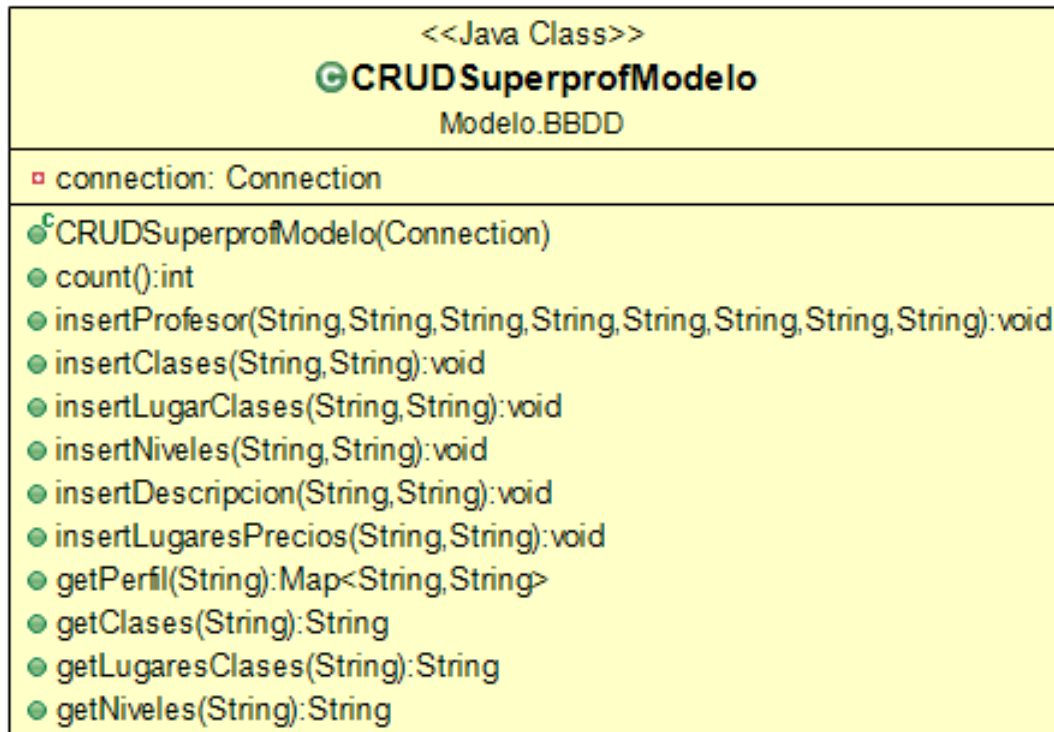 <<Java Class>>
CRUDSuperprofModelo
Modelo.BBDD
connection: Connection
CRUDSuperprofModelo(Connection)
count():int
insertProfesor(String,String,String,String,String,String,String,String):void
insertClases(String,String):void
insertLugarClases(String,String):void
insertNiveles(String,String):void
insertDescripcion(String,String):void
insertLugaresPrecios(String,String):void
getPerfil(String):Map<String,String>
getClases(String):String
getLugaresClases(String):String
getNiveles(String):String